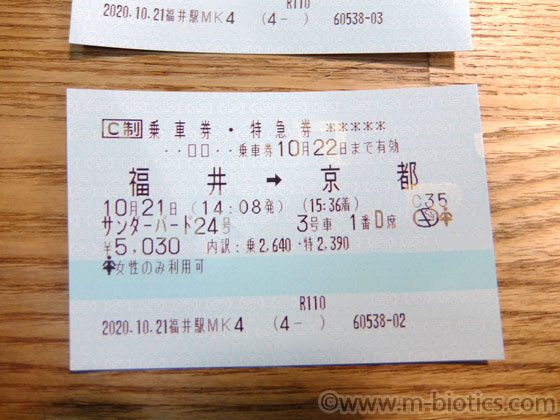 R110
2020.10.21福井駅MK4 (4- ) 60538-03
C制 乗車券・特急券 *****
・・□□・・乗車券10月22日まで有効
福井 → 京都
10月21日 (14:08発) (15:36着) C35
サンダーバード24号 3号車 1番D席
¥5,030 内訳:乗2,640・特2,390
女性のみ利用可
R110
2020.10.21福井駅MK4 (4- ) 60538-02
©www.m-biotics.com